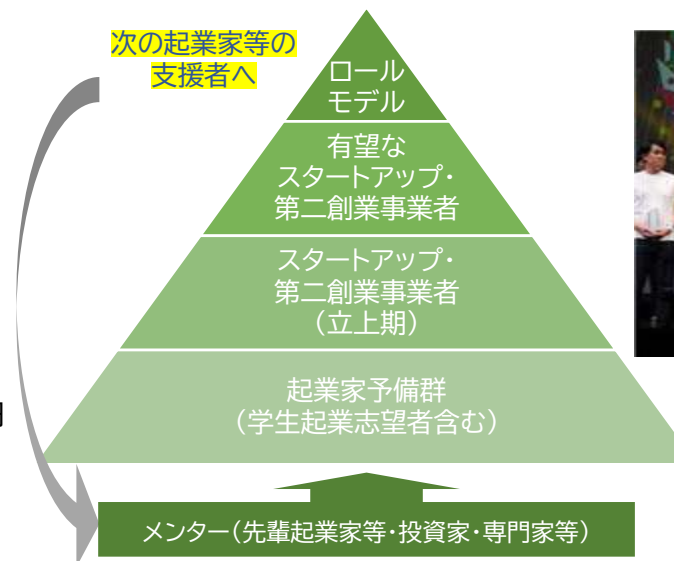 次の起業家等の
支援者へ
ロール
モデル
有望な
スタートアップ・
第二創業事業者
スタートアップ・
第二創業事業者
(立上期)
起業家予備群
(学生起業志望者含む)
メンター(先輩起業家等・投資家・専門家等)